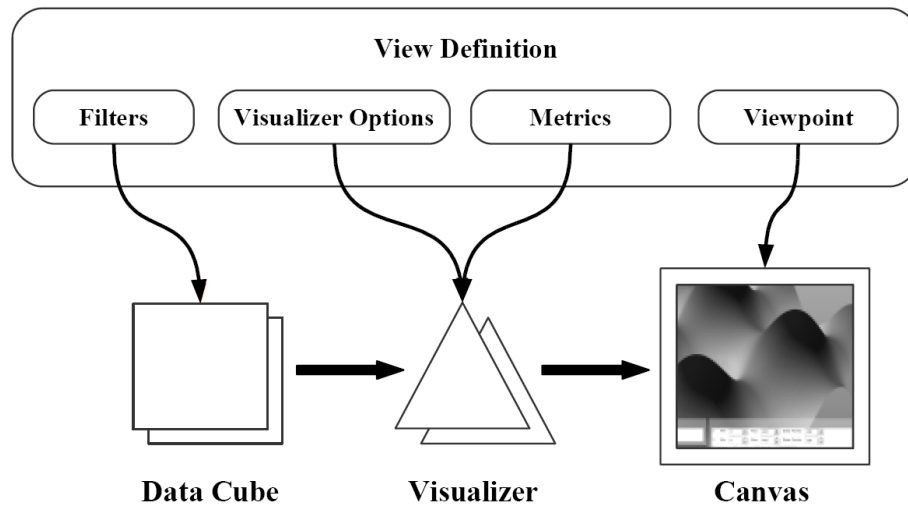 View Definition
Filters
Visualizer Options
Metrics
Viewpoint
Data Cube
Visualizer
Canvas